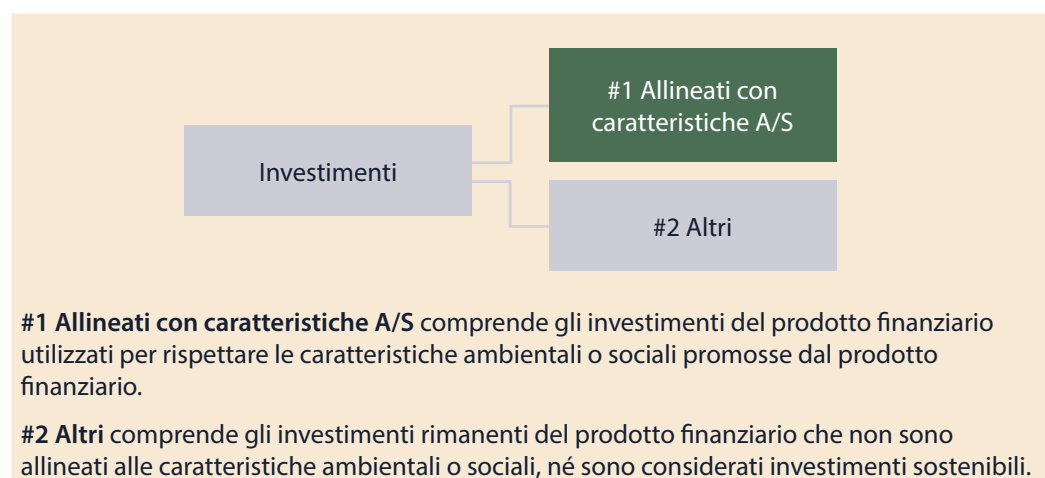 #1 Allineati con
caratteristiche A/S
Investimenti
#2 Altri
#1 Allineati con caratteristiche A/S comprende gli investimenti del prodotto finanziario
utilizzati per rispettare le caratteristiche ambientali o sociali promosse dal prodotto
finanziario.
#2 Altri comprende gli investimenti rimanenti del prodotto finanziario che non sono
allineati alle caratteristiche ambientali o sociali, né sono considerati investimenti sostenibili.